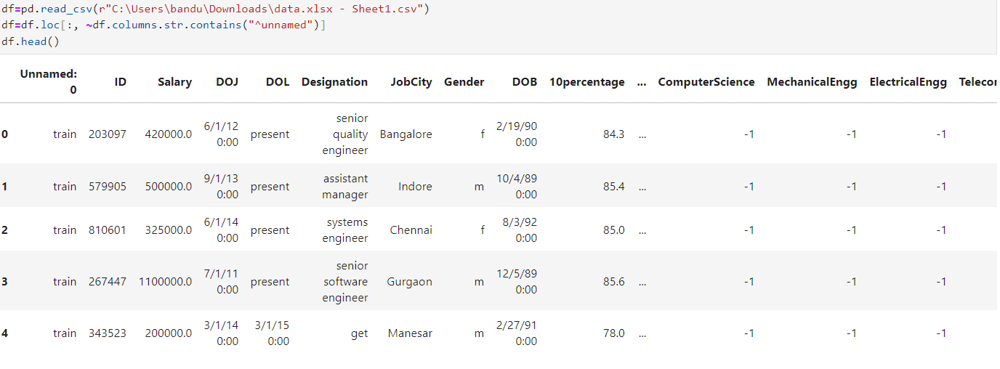 df=pd.read_csv(r"C:\Users\bandu\Downloads\data.xlsx - Sheet1.csv")
df=df.loc[:, ~df.columns.str.contains("^unnamed")]
df.head()
Unnamed: 0 ID Salary DOJ DOL Designation JobCity Gender DOB 10percentage ... ComputerScience MechanicalEngg ElectricalEngg Telecor
0 train 203097 420000.0 6/1/12 0:00 present senior quality engineer Bangalore f 2/19/90 0:00 84.3 ... -1 -1 -1
1 train 579905 500000.0 9/1/13 0:00 present assistant manager Indore m 10/4/89 0:00 85.4 ... -1 -1 -1
2 train 810601 325000.0 6/1/14 0:00 present systems engineer Chennai f 8/3/92 0:00 85.0 ... -1 -1 -1
3 train 267447 1100000.0 7/1/11 0:00 present senior software engineer Gurgaon m 12/5/89 0:00 85.6 ... -1 -1 -1
4 train 343523 200000.0 3/1/14 0:00 3/1/15 0:00 get Manesar m 2/27/91 0:00 78.0 ... -1 -1 -1